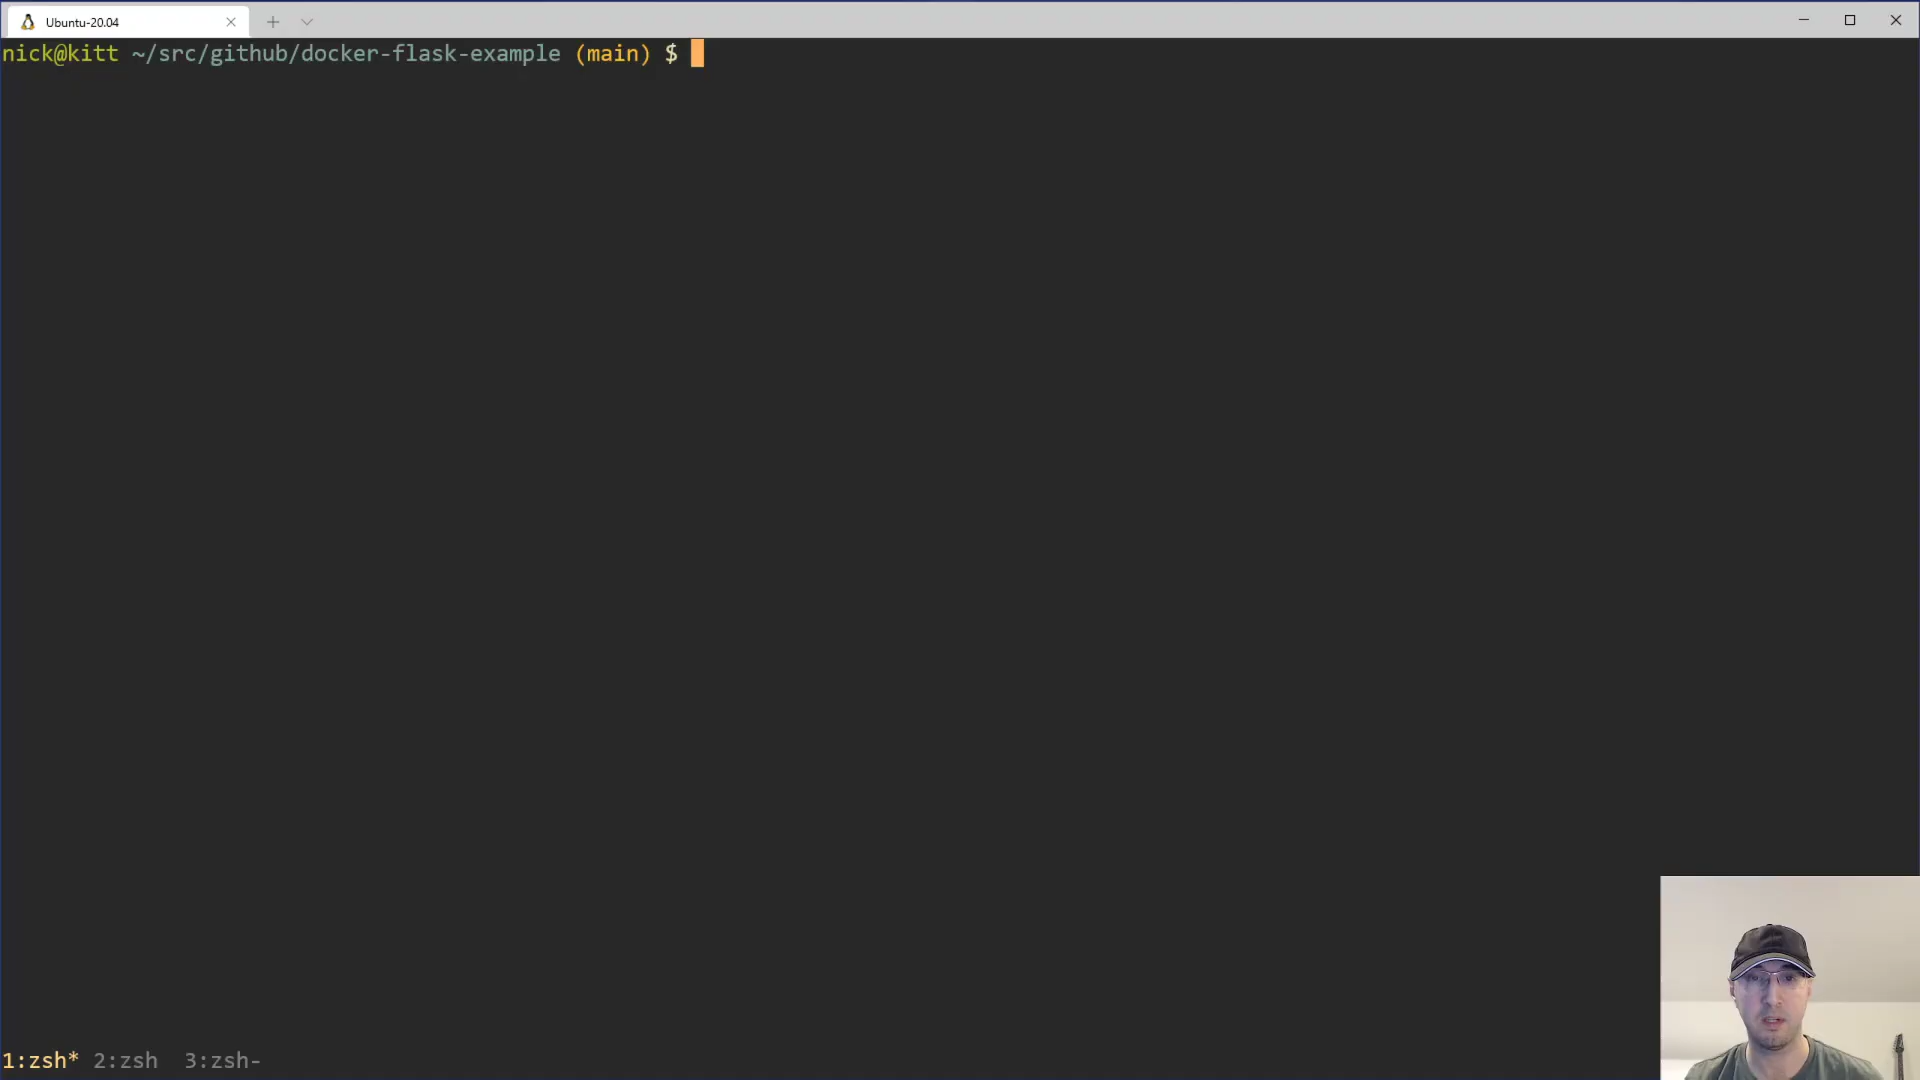 Ubuntu-20.04
nick@kitt ~/src/github/docker-flask-example (main) $
1:zsh* 2:zsh  3:zsh-